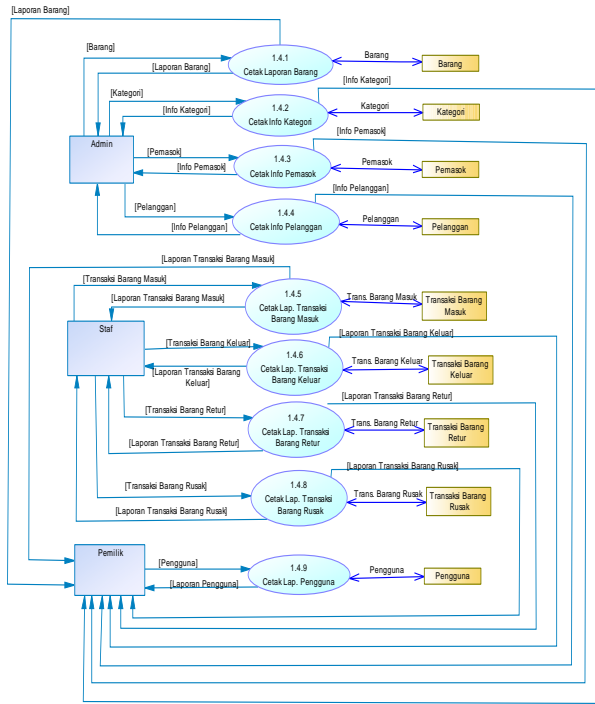 [Laporan Barang]
[Barang]
[Laporan Barang]
1.4.1
Cetak Laporan Barang
Barang
Barang
[Info Kategori]
[Kategori]
[Info Kategori]
1.4.2
Cetak Info Kategori
Kategori
Kategori
[Info Pemasok]
Admin
[Pemasok]
[Info Pemasok]
1.4.3
Cetak Info Pemasok
Pemasok
Pemasok
[Info Pelanggan]
[Pelanggan]
[Info Pelanggan]
1.4.4
Cetak Info Pelanggan
Pelanggan
Pelanggan
[Laporan Transaksi Barang Masuk]
[Transaksi Barang Masuk]
[Laporan Transaksi Barang Masuk]
1.4.5
Cetak Lap. Transaksi
Barang Masuk
Trans. Barang Masuk
Transaksi Barang
Masuk
Staf
[Laporan Transaksi Barang Keluar]
[Transaksi Barang Keluar]
[Laporan Transaksi Barang
Keluar]
1.4.6
Cetak Lap. Transaksi
Barang Keluar
Trans. Barang Keluar
Transaksi Barang
Keluar
[Laporan Transaksi Barang Retur]
[Transaksi Barang Retur]
[Laporan Transaksi Barang Retur]
1.4.7
Cetak Lap. Transaksi
Barang Retur
Trans. Barang Retur
Transaksi Barang
Retur
[Laporan Transaksi Barang Rusak]
[Transaksi Barang Rusak]
[Laporan Transaksi Barang Rusak]
1.4.8
Cetak Lap. Transaksi
Barang Rusak
Trans. Barang Rusak
Transaksi Barang
Rusak
Pemilik
[Pengguna]
[Laporan Pengguna]
1.4.9
Cetak Lap. Pengguna
Pengguna
Pengguna